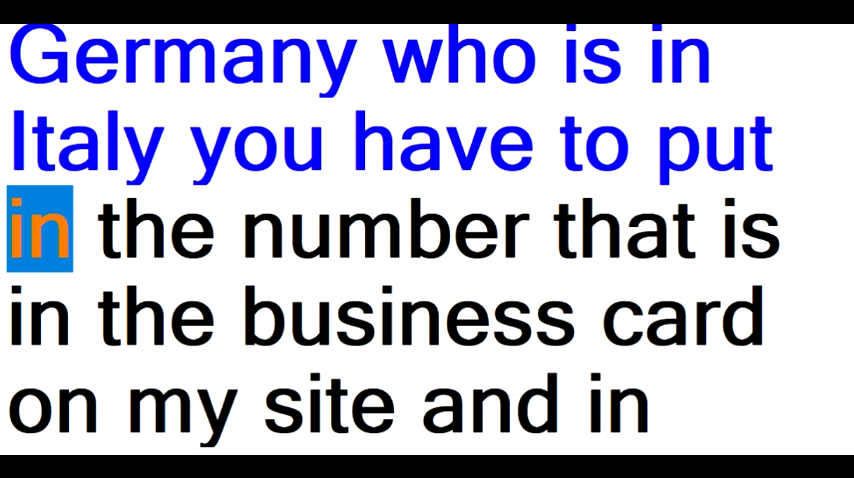 Germany who is in
Italy you have to put
in the number that is
in the business card
on my site and in